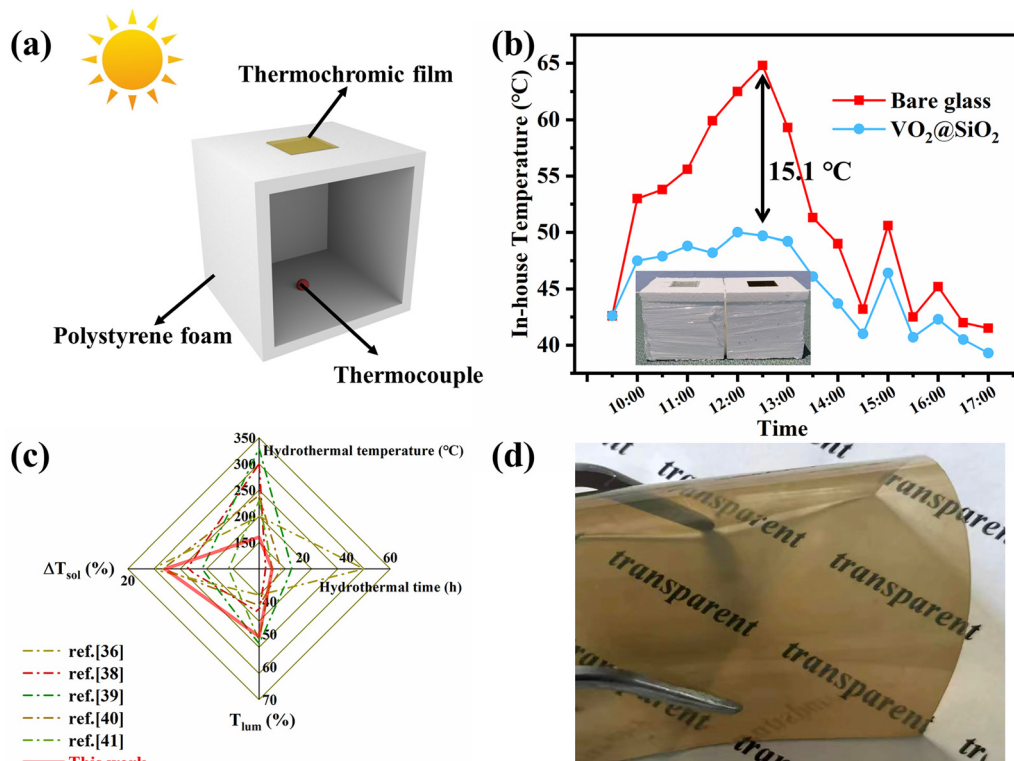 (a)
Thermochromic film
Polystyrene foam
Thermocouple
(b)
In-house Temperature (℃)
65
60
55
50
45
40
Bare glass
VO₂@SiO₂
15.1 ℃
10:00
11:00
12:00
13:00
14:00
15:00
16:00
17:00
Time
(c)
350
Hydrothermal temperature (℃)
300
250
200
150
20
60
40
20
Hydrothermal time (h)
ΔTsol (%)
40
50
60
70
Tlum (%)
ref.[36]
ref.[38]
ref.[39]
ref.[40]
ref.[41]
This work
(d)
transparent
transparent
transparent
transparent
transparent
transparent
transparent